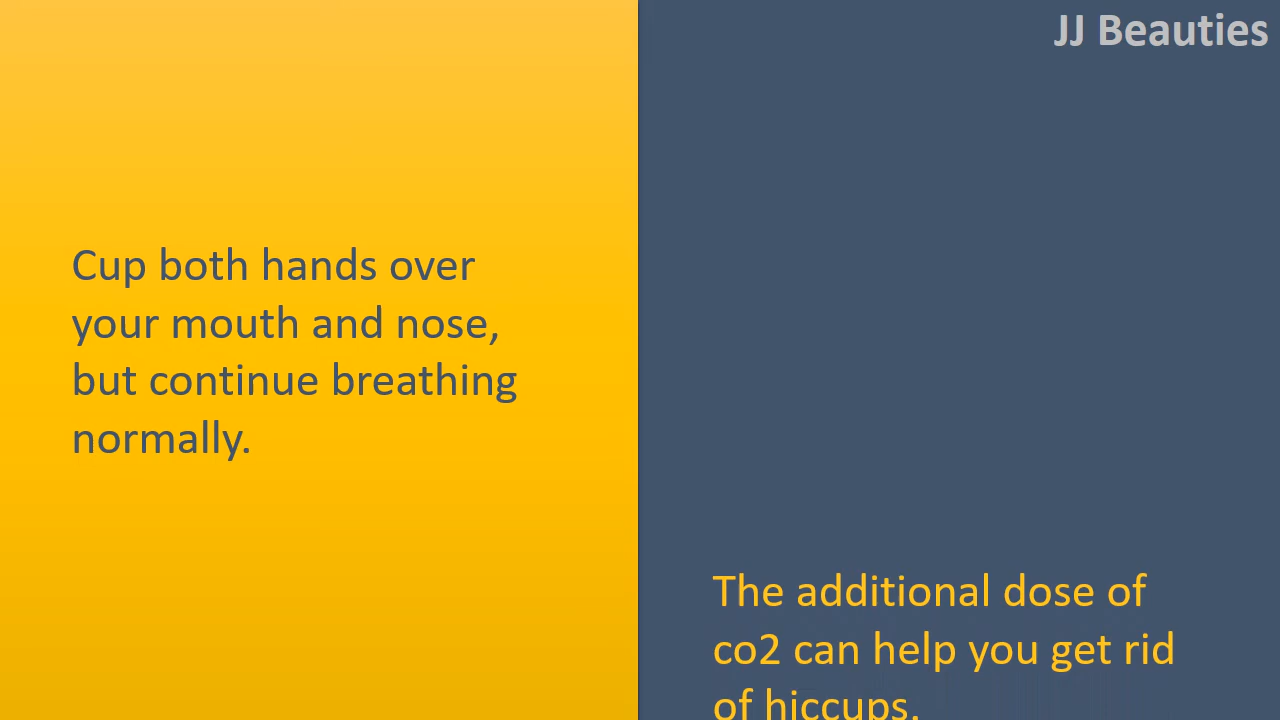 JJ Beauties
Cup both hands over
your mouth and nose,
but continue breathing
normally.
The additional dose of
co2 can help you get rid
of hiccups.